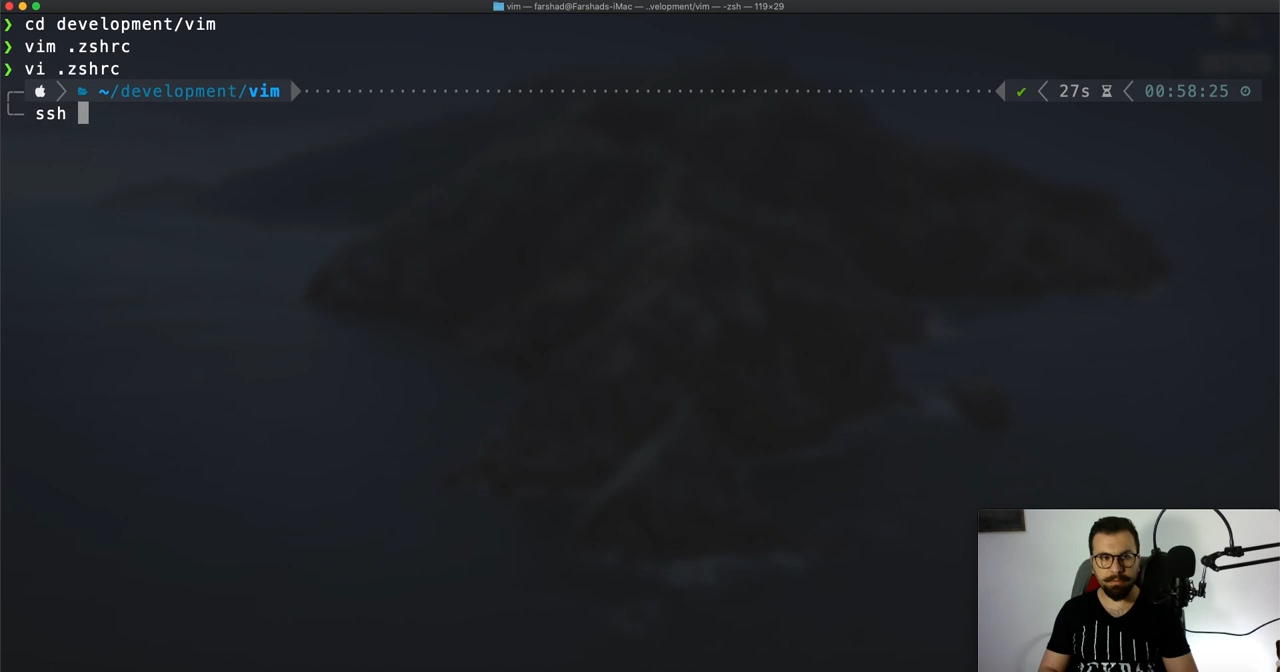 vim — farshad@Farshads-iMac — ..velopment/vim — -zsh — 119×29
❯ cd development/vim
❯ vim .zshrc
❯ vi .zshrc
~/development/vim ✔ 27s 00:58:25
ssh